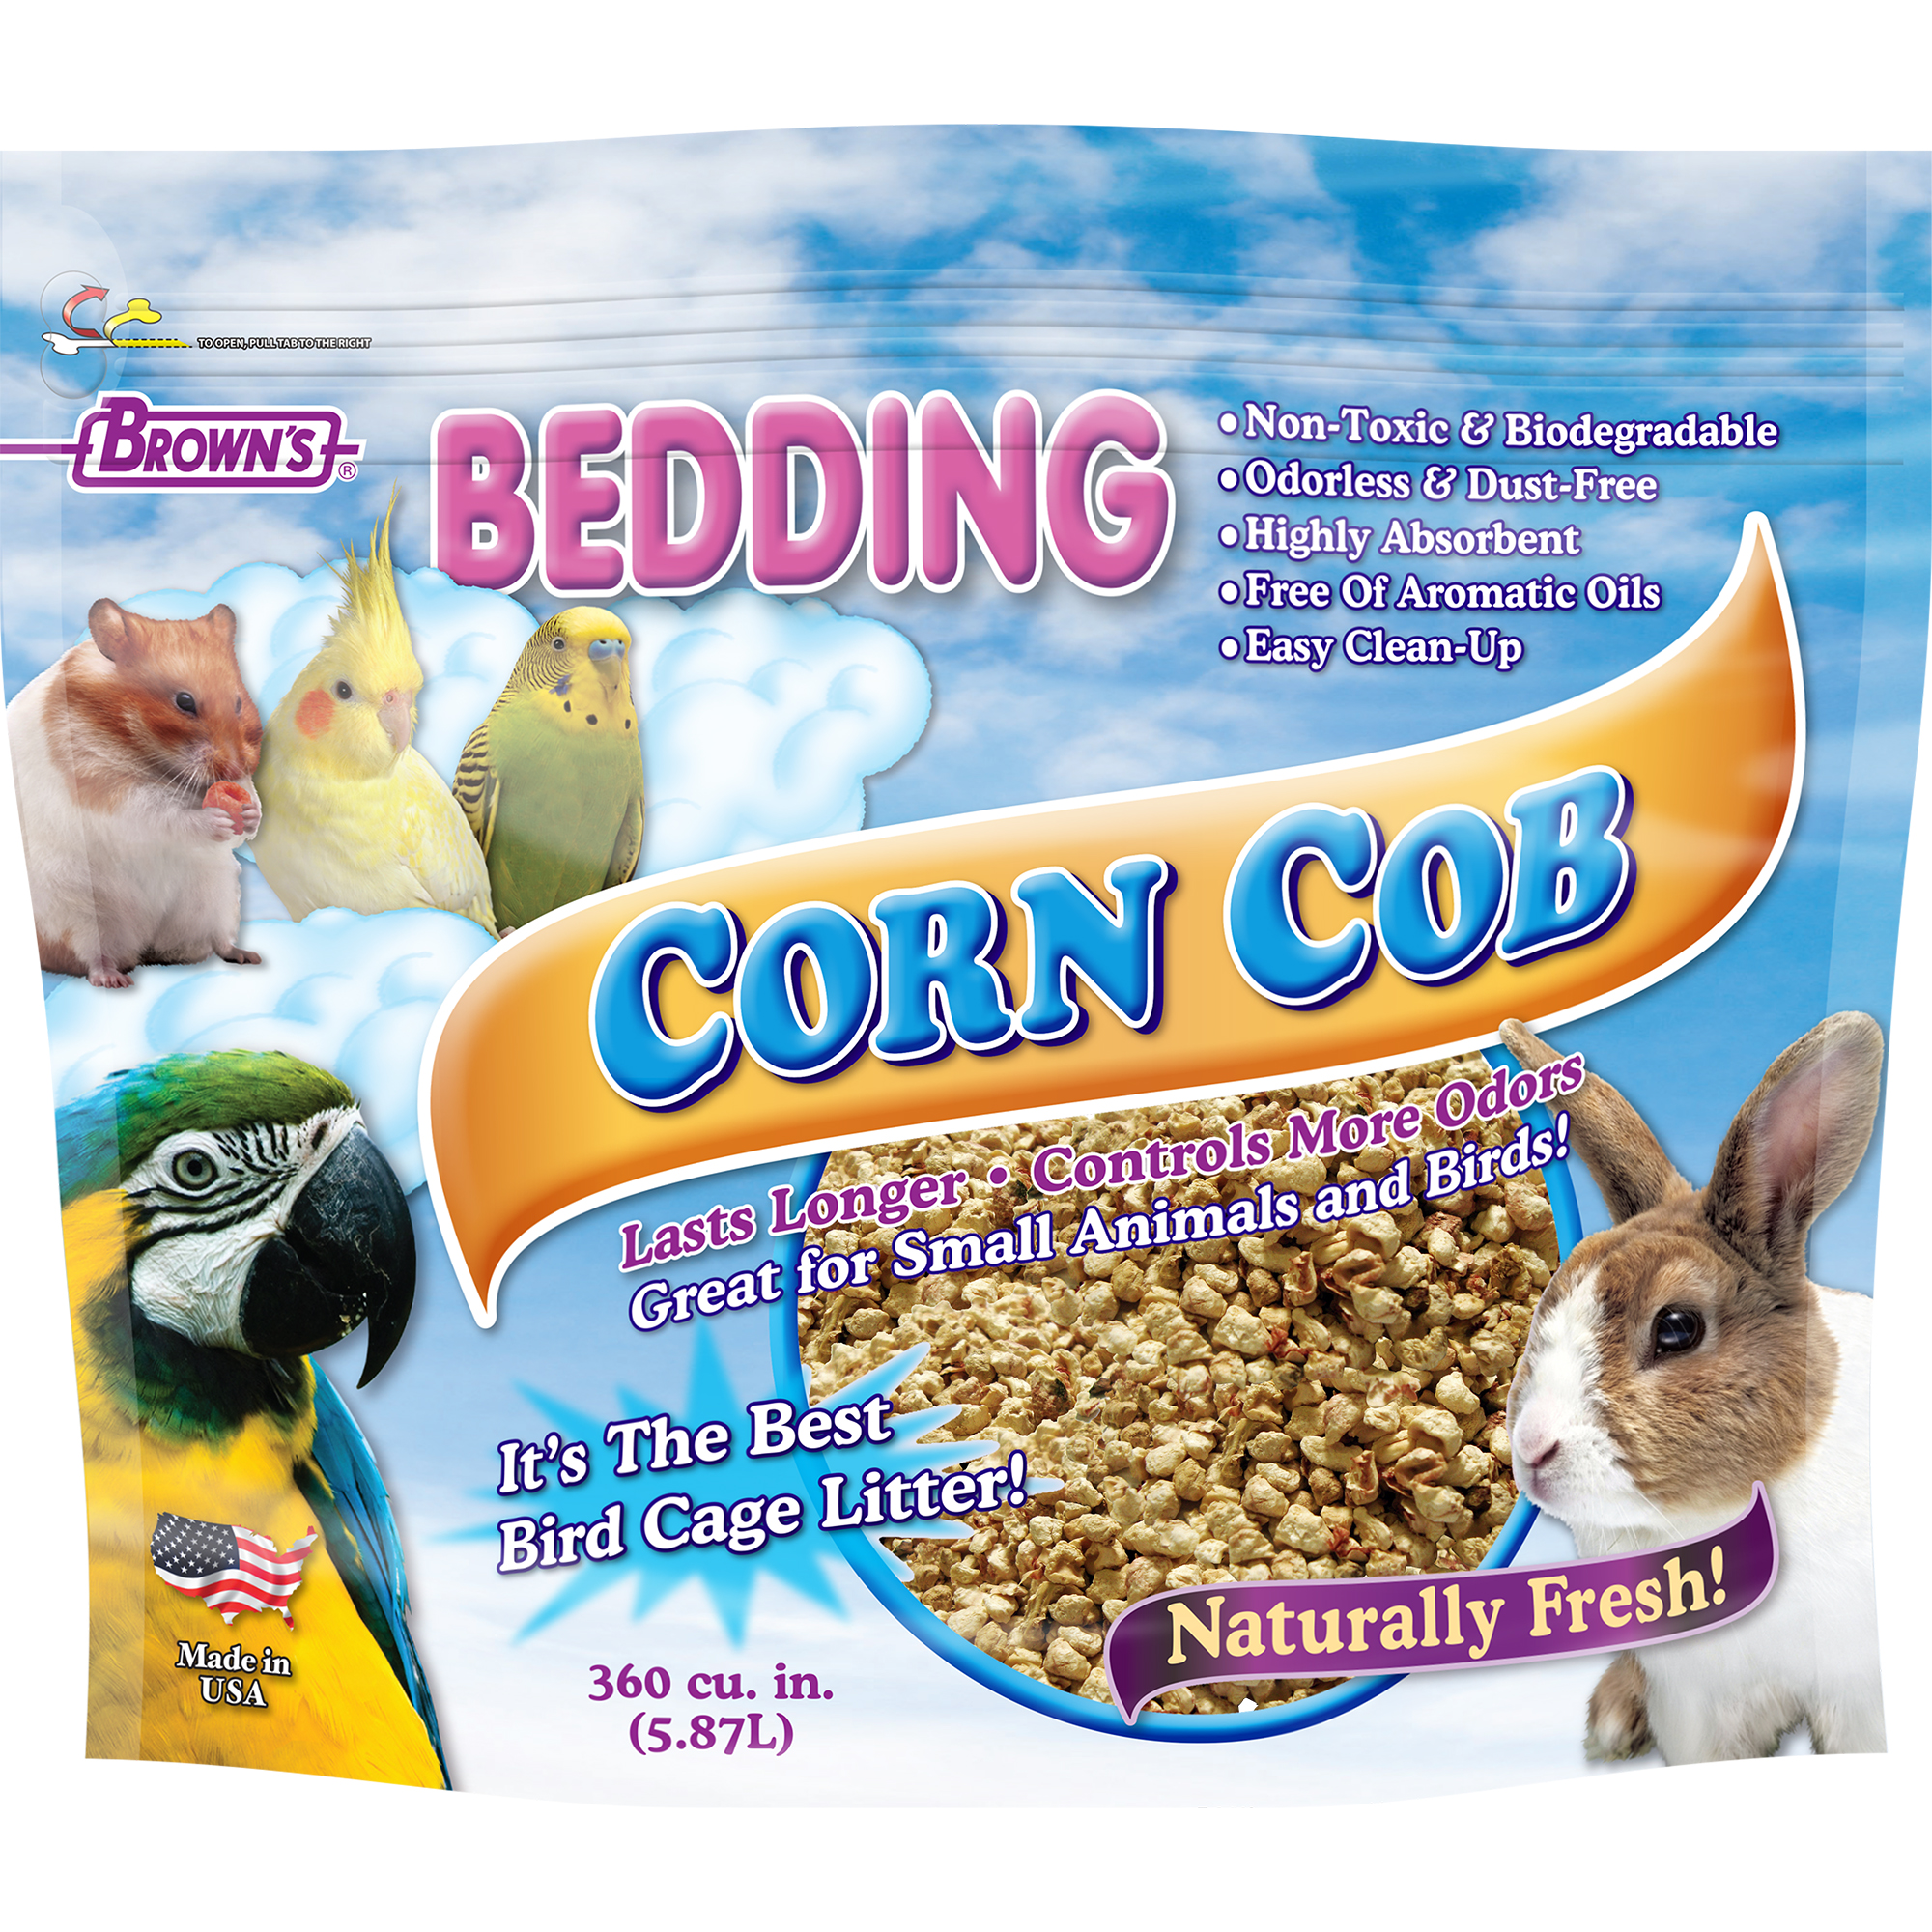 TO OPEN, PULL TAB TO THE RIGHT
BROWN'S®
BEDDING
•Non-Toxic & Biodegradable
•Odorless & Dust-Free
•Highly Absorbent
•Free Of Aromatic Oils
•Easy Clean-Up
CORN COB
Lasts Longer • Controls More Odors
Great for Small Animals and Birds!
It's The Best
Bird Cage Litter!
Naturally Fresh!
Made in
USA
360 cu. in.
(5.87L)